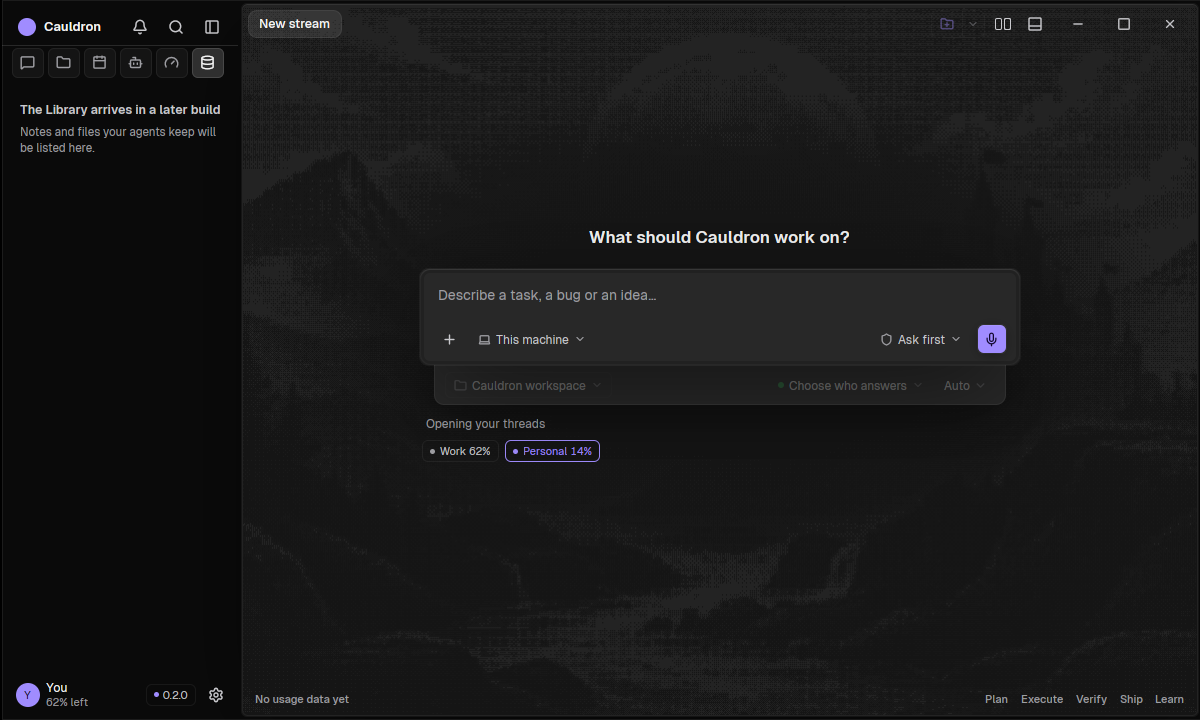 Cauldron
New stream
The Library arrives in a later build
Notes and files your agents keep will
be listed here.
What should Cauldron work on?
Describe a task, a bug or an idea...
This machine
Ask first
Cauldron workspace
Choose who answers
Auto
Opening your threads
Work 62%
Personal 14%
Y
You
62% left
0.2.0
No usage data yet
Plan
Execute
Verify
Ship
Learn